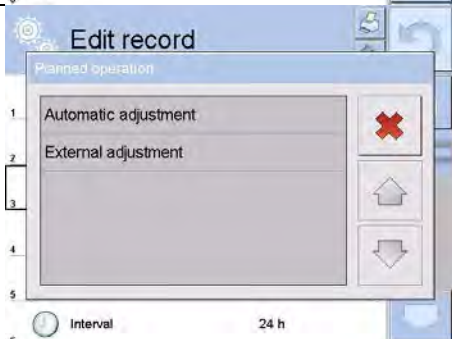 Edit record
Planned operation
1
Automatic adjustment
External adjustment
2
3
4
5
Interval 24 h